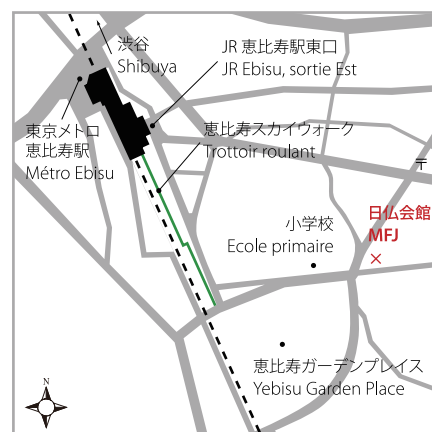 渋谷
Shibuya
JR 恵比寿駅東口
JR Ebisu, sortie Est
東京メトロ
恵比寿駅
Métro Ebisu
恵比寿スカイウォーク
Trottoir roulant
〒
日仏会館
MFJ
小学校
Ecole primaire
恵比寿ガーデンプレイス
Yebisu Garden Place
N